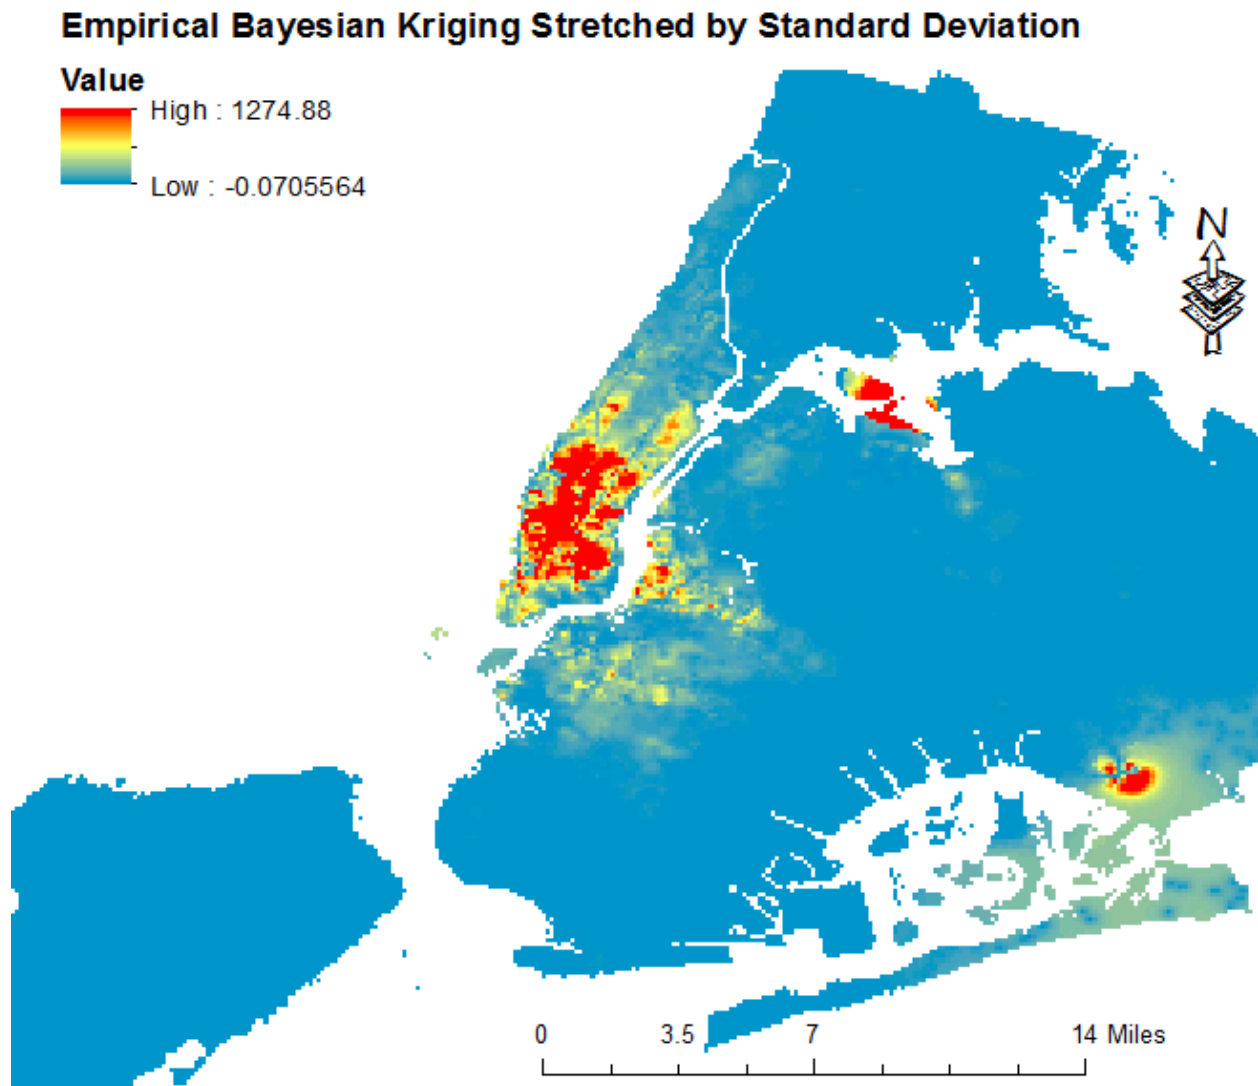 Empirical Bayesian Kriging Stretched by Standard Deviation
Value
High : 1274.88
Low : -0.0705564
N
0 3.5 7 14 Miles